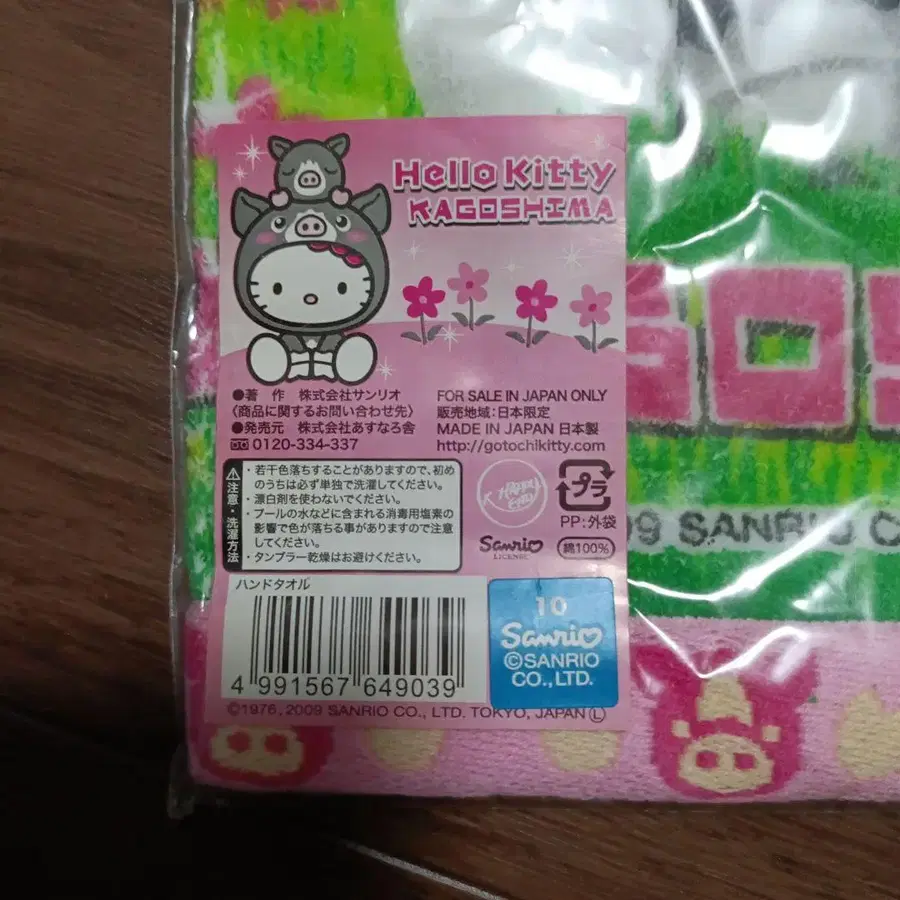 Hello Kitty
KAGOSHIMA
●著 作 株式会社サンリオ
〈商品に関するお問い合わせ先〉
●発売元 株式会社あすなろ舎
0120-334-337
FOR SALE IN JAPAN ONLY
販売地域:日本限定
MADE IN JAPAN 日本製
http://gotochikitty.com
注意・洗濯方法
・若干色落ちすることがありますので、初め
のうちは必ず単独で洗濯してください。
・漂白剤を使わないでください。
・プールの水などに含まれる消毒用塩素の
影響で色が落ちる事がありますので注意
してください。
・タンブラー乾燥はお避けください。
プラ
PP:外袋
Sanrio
LICENSE
綿100%
ハンドタオル
4 991567 649039
10
Sanrio
©SANRIO
CO.,LTD.
©1976, 2009 SANRIO CO., LTD. TOKYO, JAPAN Ⓛ
GOS
09 SANRIO C